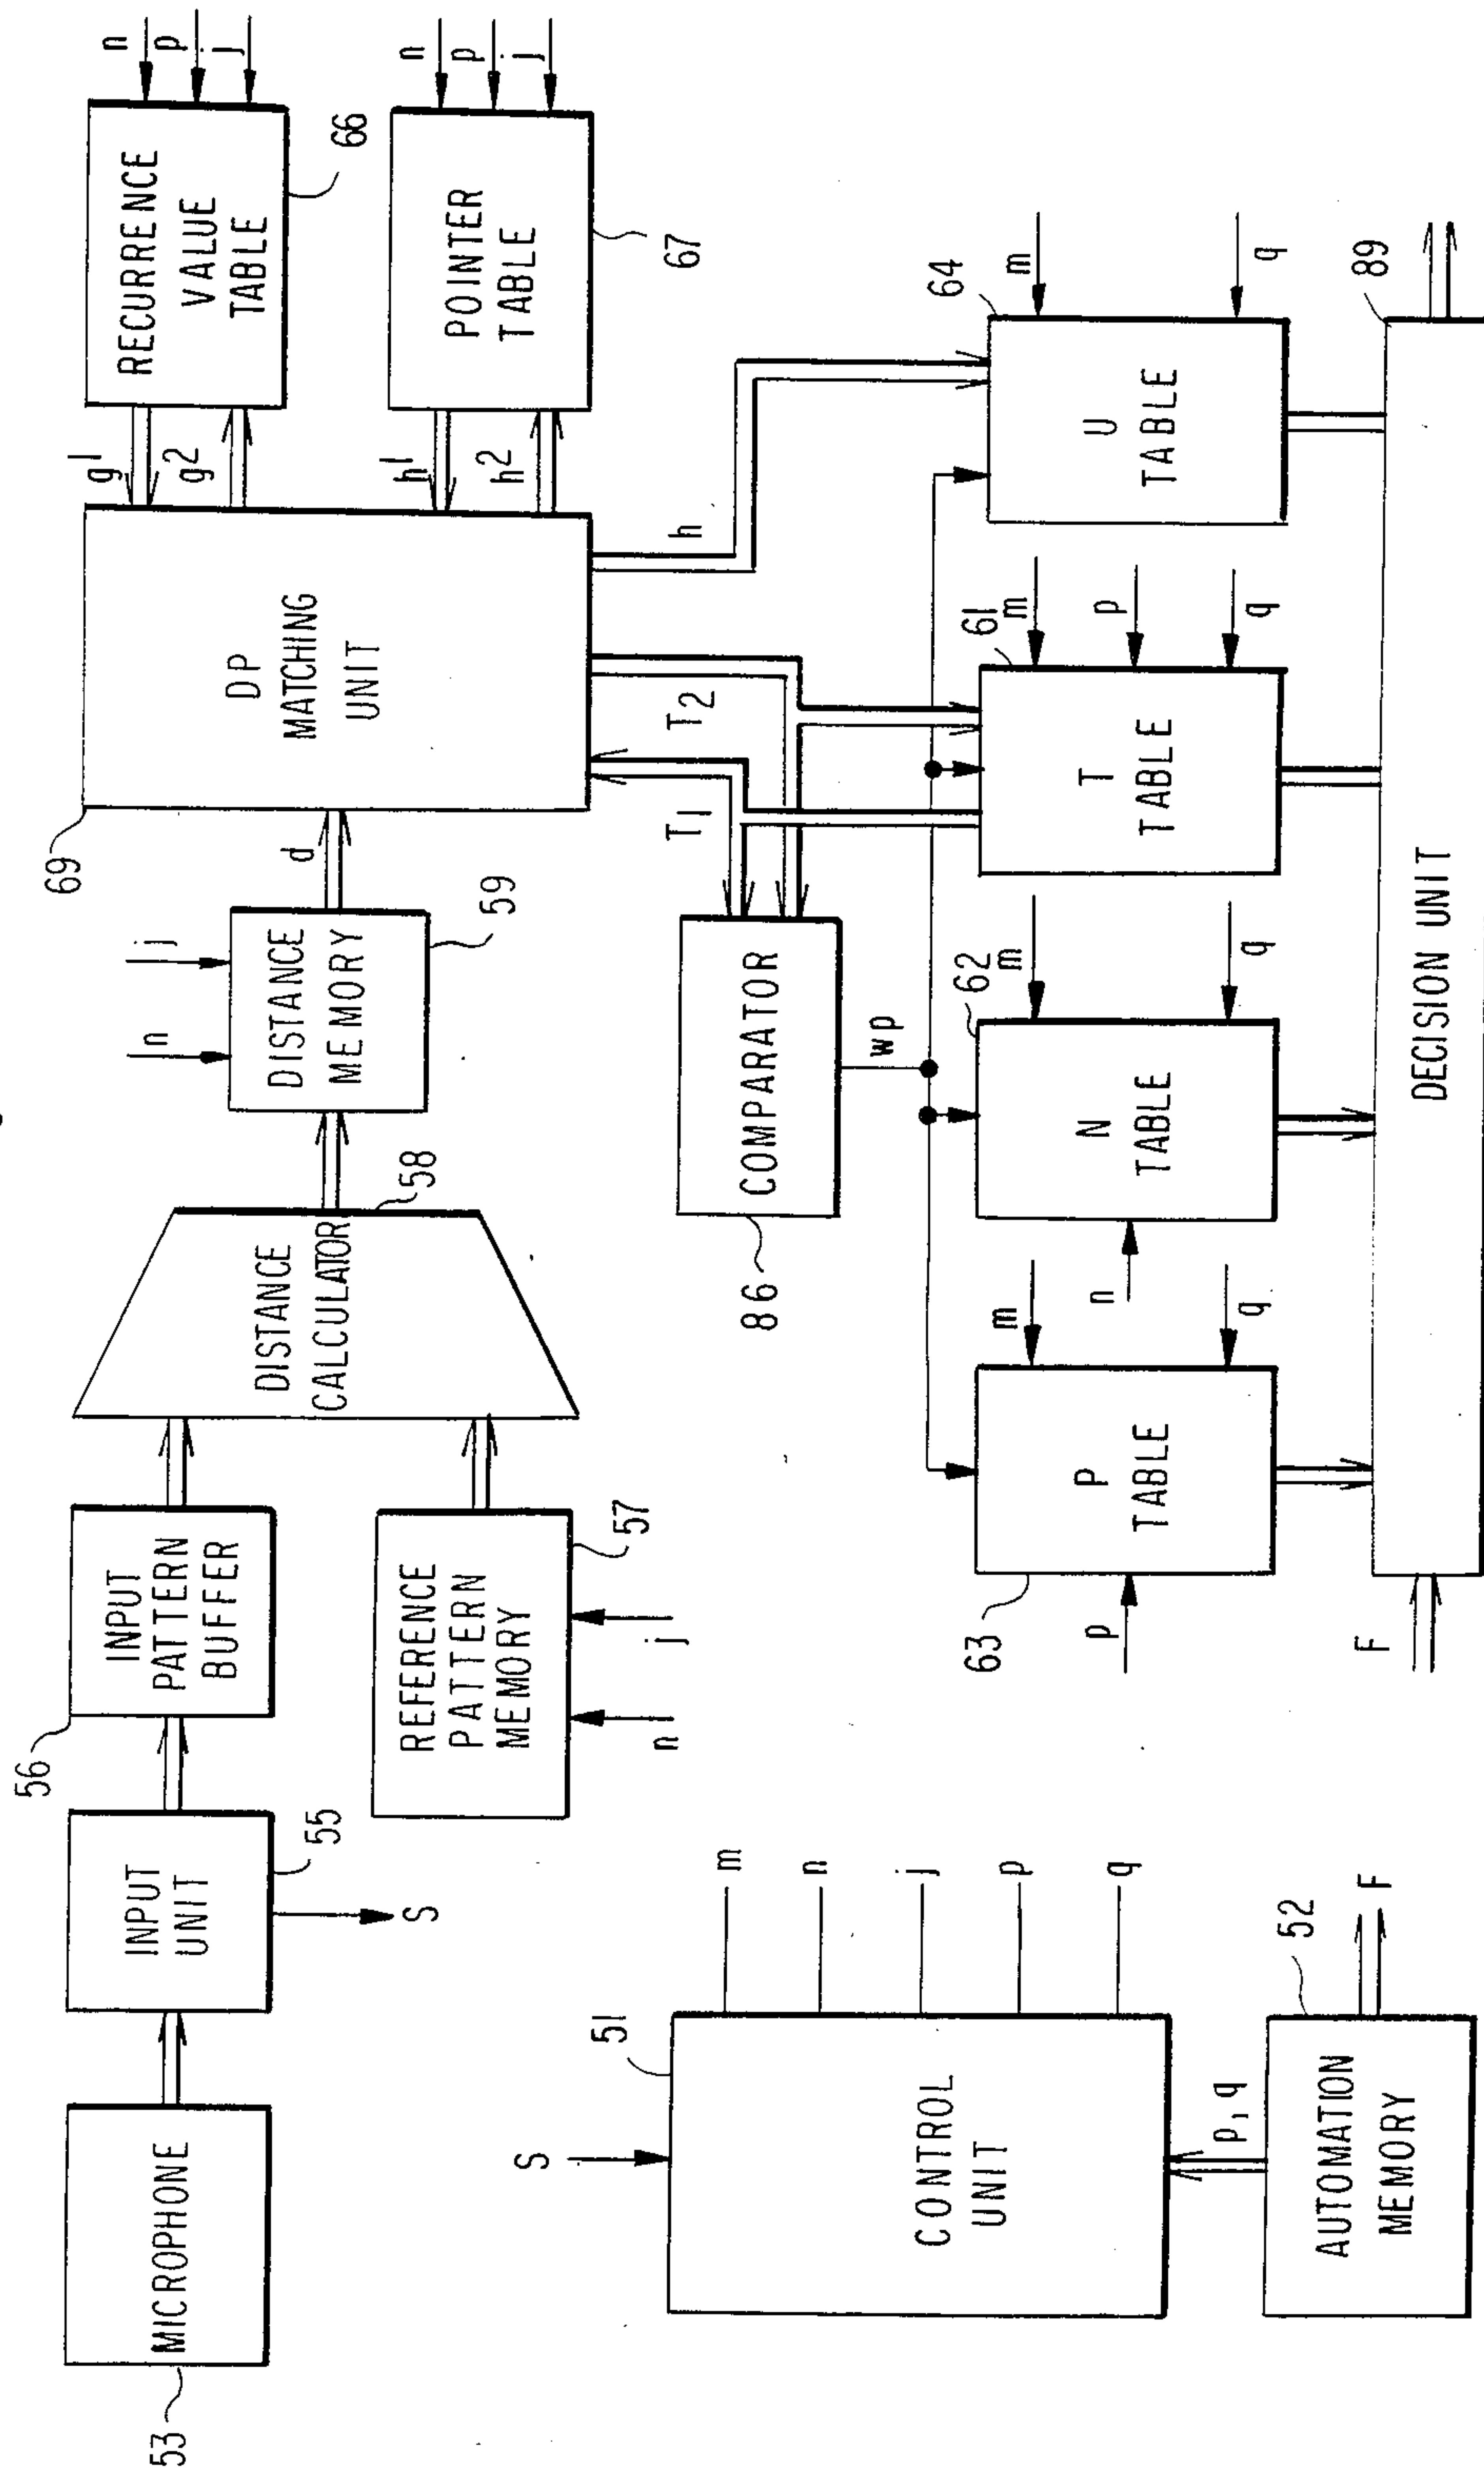 53
MICROPHONE
INPUT
UNIT
55
S
56
INPUT
PATTERN
BUFFER
REFERENCE
PATTERN
MEMORY
57
n
j
DISTANCE
CALCULATOR
58
n
j
DISTANCE
MEMORY
59
d
69
DP
MATCHING
UNIT
g1
g2
RECURRENCE
VALUE
TABLE
66
n
p
j
h1
h2
POINTER
TABLE
67
n
p
j
S
51
CONTROL
UNIT
m
n
j
p
q
p, q
AUTOMATION
MEMORY
52
F
86
COMPARATOR
wp
T1
T2
h
63
P
TABLE
p
m
q
62
N
TABLE
n
m
q
61
T
TABLE
m
p
q
64
U
TABLE
m
q
F
DECISION UNIT
89